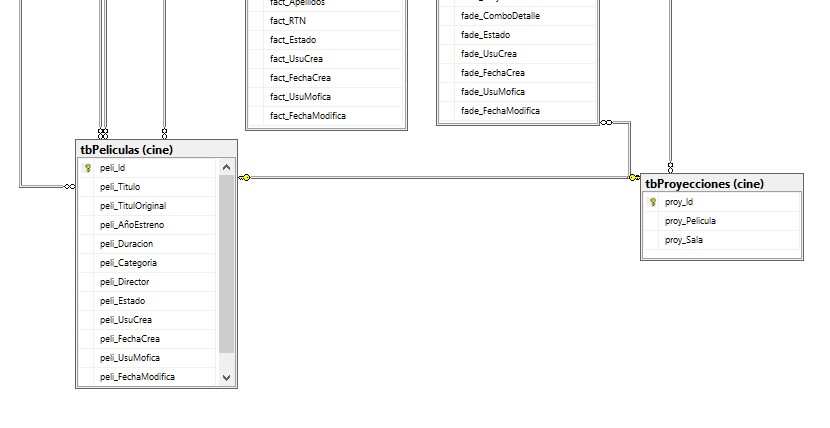 fact_Apellidos
fact_RTN
fact_Estado
fact_UsuCrea
fact_FechaCrea
fact_UsuMofica
fact_FechaModifica
fade_ComboDetalle
fade_Estado
fade_UsuCrea
fade_FechaCrea
fade_UsuMofica
fade_FechaModifica
tbPeliculas (cine)
peli_Id
peli_Titulo
peli_TitulOriginal
peli_AñoEstreno
peli_Duracion
peli_Categoria
peli_Director
peli_Estado
peli_UsuCrea
peli_FechaCrea
peli_UsuMofica
peli_FechaModifica
tbProyecciones (cine)
proy_Id
proy_Pelicula
proy_Sala